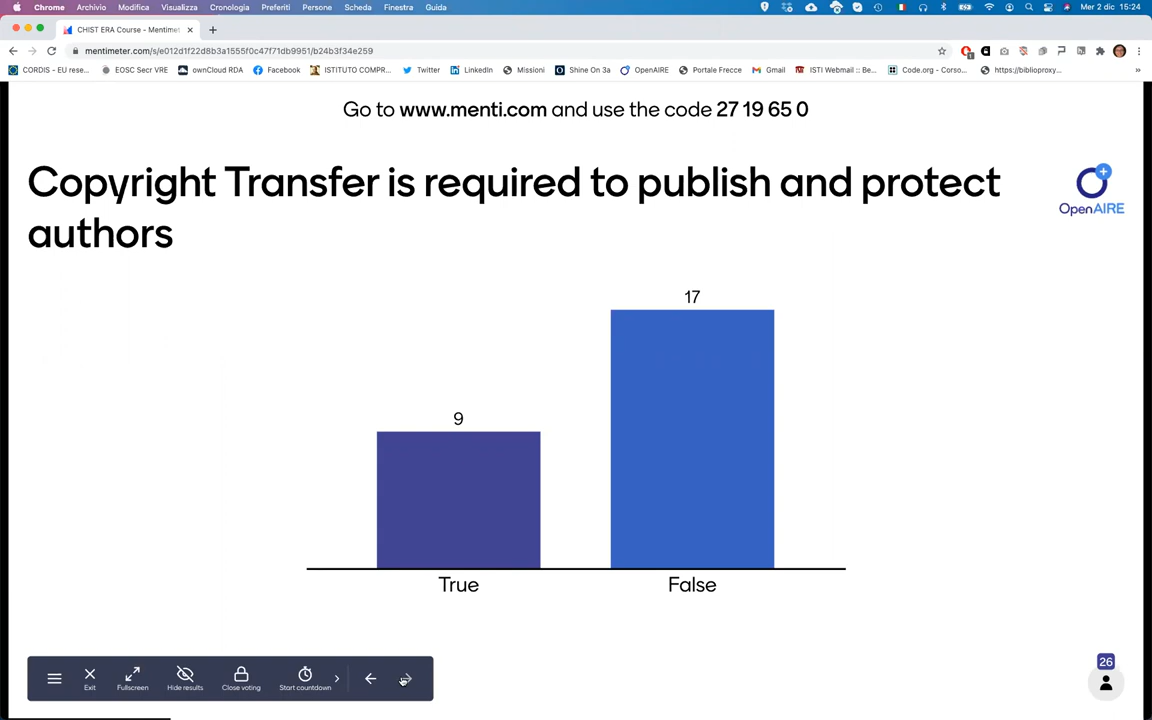 Chrome Archivio Modifica Visualizza Cronologia Preferiti Persone Scheda Finestra Guida Mer 2 dic 15:24
CHIST ERA Course - Mentimet
mentimeter.com/s/e012d1f22d8b3a1555f0c47f71db9951/b24b3f34e259
CORDIS - EU rese... EOSC Secr VRE ownCloud RDA Facebook ISTITUTO COMPR... Twitter LinkedIn Missioni Shine On 3a OpenAIRE Portale Frecce Gmail ISTI Webmail :: Be... Code.org - Corso... https://biblioproxy... »
Go to www.menti.com and use the code 27 19 65 0
Copyright Transfer is required to publish and protect
authors
OpenAIRE
17
9
True False
Exit Fullscreen Hide results Close voting Start countdown
26